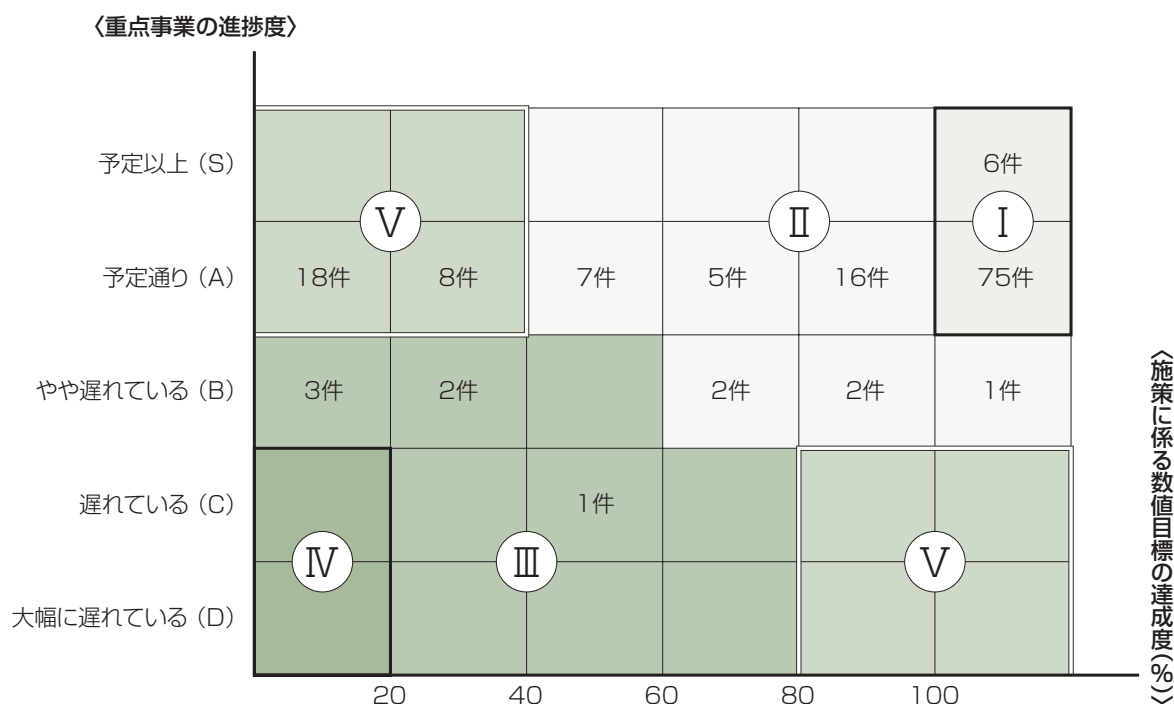 〈重点事業の進捗度〉
予定以上（S）
6件
Ⅴ
Ⅱ
Ⅰ
予定通り（A）
18件
8件
7件
5件
16件
75件
やや遅れている（B）
3件
2件
2件
2件
1件
遅れている（C）
1件
Ⅳ
Ⅲ
Ⅴ
大幅に遅れている（D）
20
40
60
80
100
〈施策に係る数値目標の達成度（%）〉